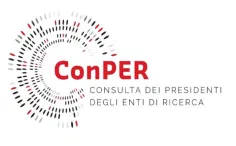 ConPER
CONSULTA DEI PRESIDENTI
DEGLI ENTI DI RICERCA